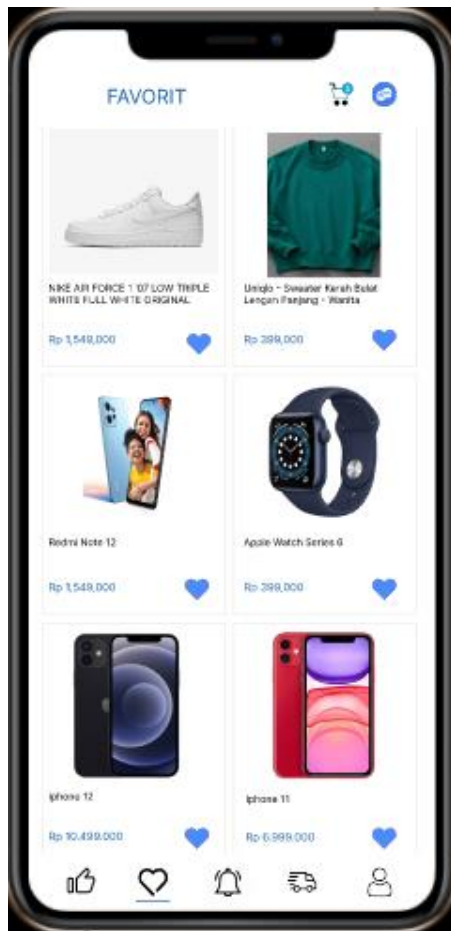 FAVORIT
NIKE AIR FORCE 1 '07 LOW TRIPLE
WHITE FULL WHITE ORIGINAL
Rp 1,549,000
Uniqlo - Sweater Kerah Bulat
Lengan Panjang - Wanita
Rp 399,000
Redmi Note 12
Rp 1,549,000
Apple Watch Series 6
Rp 399,000
iphone 12
Rp 10.499.000
iphone 11
Rp 6.999.000